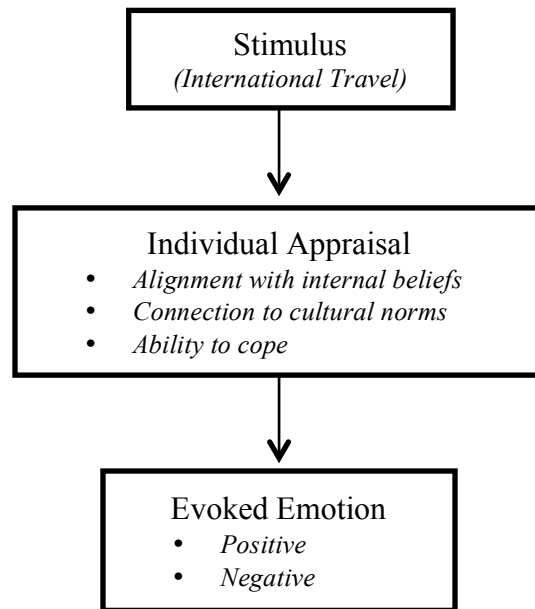 Stimulus
(International Travel)
Individual Appraisal
• Alignment with internal beliefs
• Connection to cultural norms
• Ability to cope
Evoked Emotion
• Positive
• Negative